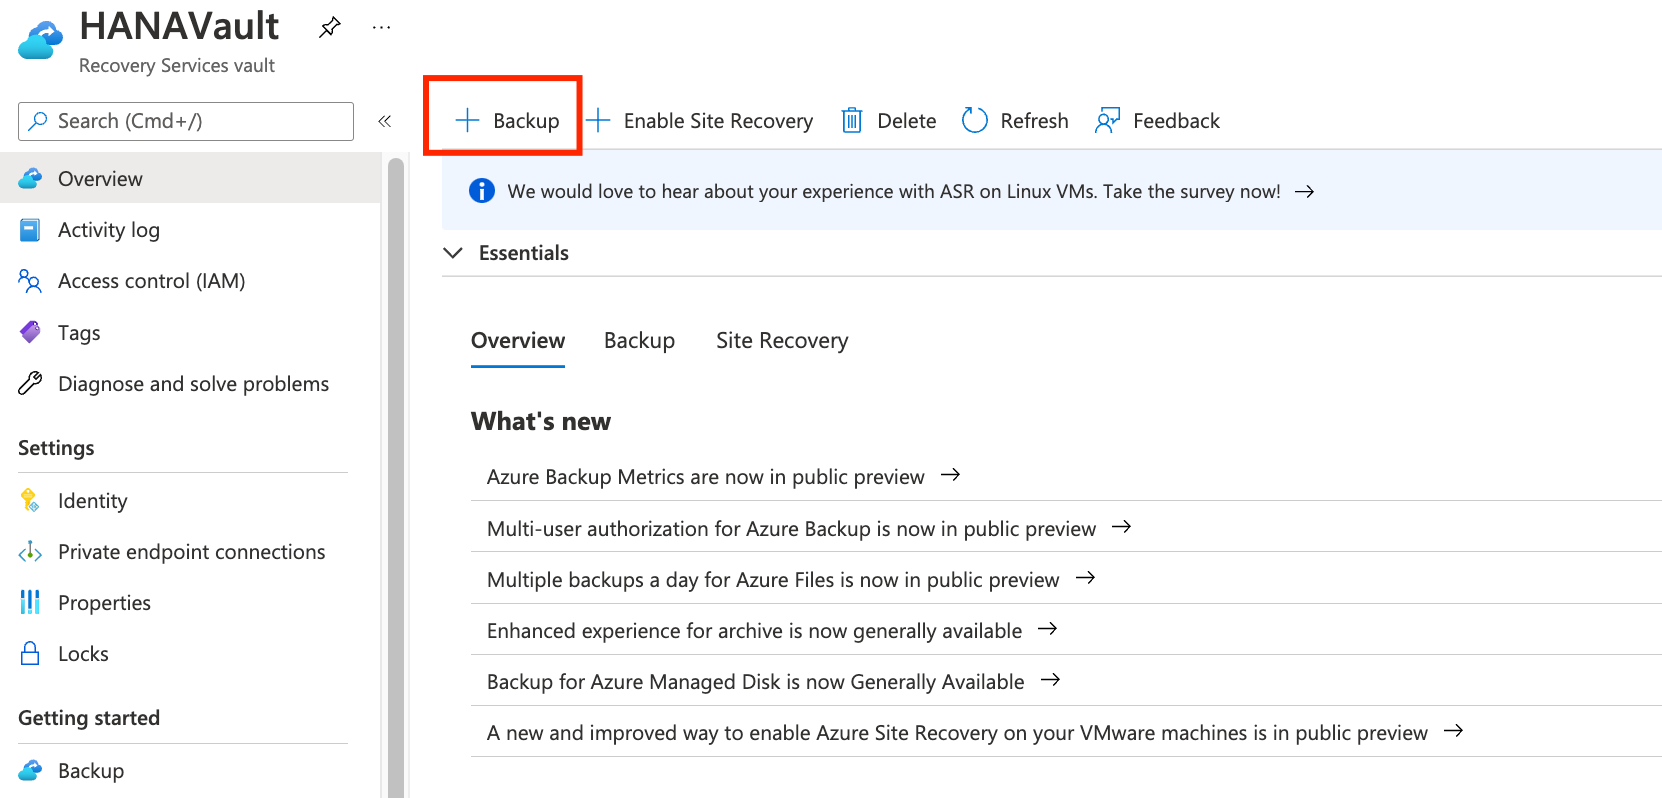 HANAVault
Recovery Services vault
Search (Cmd+/)
Overview
Activity log
Access control (IAM)
Tags
Diagnose and solve problems
Settings
Identity
Private endpoint connections
Properties
Locks
Getting started
Backup
Backup Enable Site Recovery Delete Refresh Feedback
We would love to hear about your experience with ASR on Linux VMs. Take the survey now! →
Essentials
Overview Backup Site Recovery
What's new
Azure Backup Metrics are now in public preview →
Multi-user authorization for Azure Backup is now in public preview →
Multiple backups a day for Azure Files is now in public preview →
Enhanced experience for archive is now generally available →
Backup for Azure Managed Disk is now Generally Available →
A new and improved way to enable Azure Site Recovery on your VMware machines is in public preview →